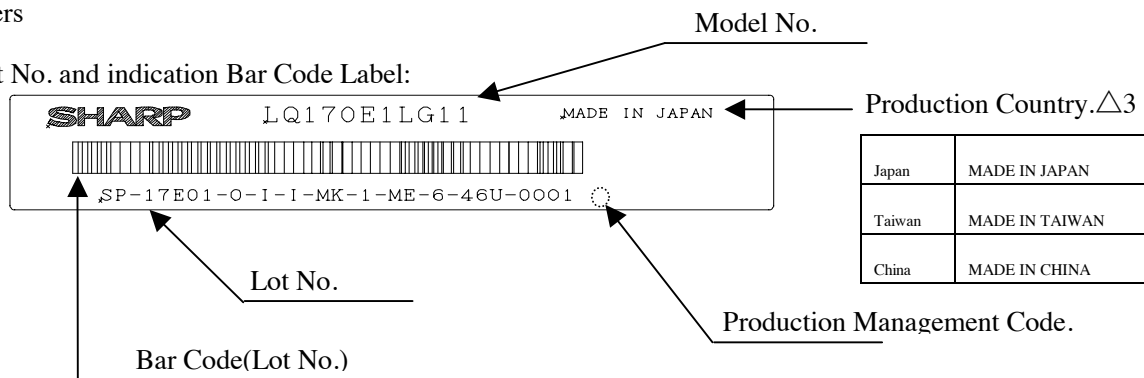 ers
Model No.
t No. and indication Bar Code Label:
SHARP LQ170E1LG11 MADE IN JAPAN
Production Country.△3
SP-17E01-0-I-I-MK-1-ME-6-46U-0001
Japan MADE IN JAPAN
Taiwan MADE IN TAIWAN
China MADE IN CHINA
Lot No.
Production Management Code.
Bar Code(Lot No.)